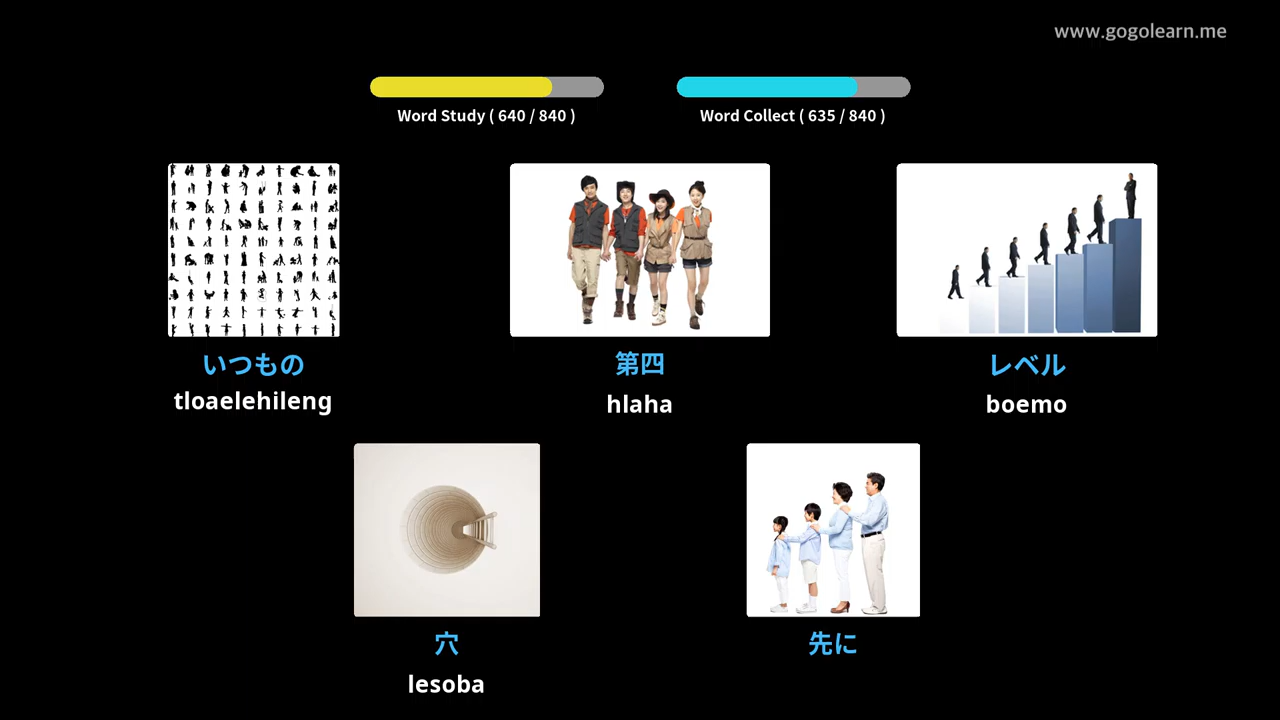 www.gogolearn.me
Word Study ( 640 / 840 )
Word Collect ( 635 / 840 )
いつもの
tloaelehileng
第四
hlaha
レベル
boemo
穴
lesoba
先に